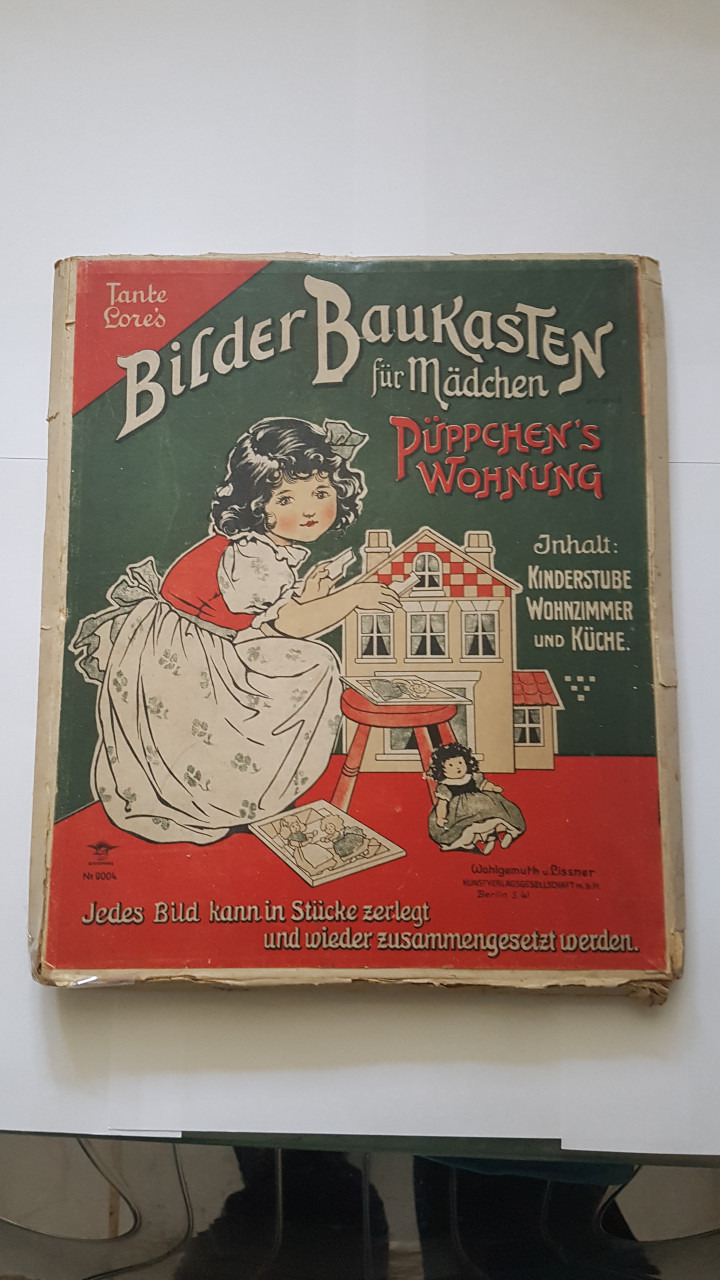 Tante
Lore's
Bilder Baukasten
für Mädchen
Püppchen's
Wohnung
Inhalt:
Kinderstube
Wohnzimmer
und Küche.
Nr. 9004
Wohlgemuth u. Lissner
Kunstverlagsgesellschaft m.b.H.
Berlin S.W.
Jedes Bild kann in Stücke zerlegt
und wieder zusammengesetzt werden.